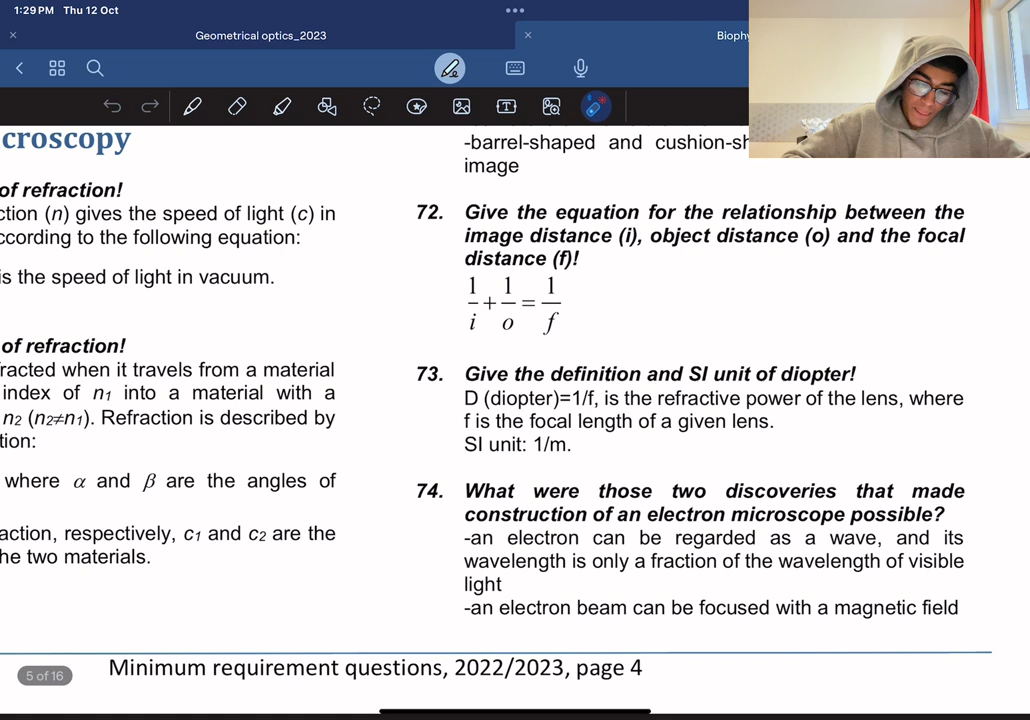 1:29 PM Thu 12 Oct
Geometrical optics_2023
Biophy
croscopy
of refraction!
ction (n) gives the speed of light (c) in
ccording to the following equation:
is the speed of light in vacuum.
of refraction!
racted when it travels from a material
index of n1 into a material with a
n2 (n2≠n1). Refraction is described by
tion:
where α and β are the angles of
action, respectively, c1 and c2 are the
he two materials.
-barrel-shaped and cushion-sh
image
72. Give the equation for the relationship between the
image distance (i), object distance (o) and the focal
distance (f)!
1/i + 1/o = 1/f
73. Give the definition and SI unit of diopter!
D (diopter)=1/f, is the refractive power of the lens, where
f is the focal length of a given lens.
SI unit: 1/m.
74. What were those two discoveries that made
construction of an electron microscope possible?
-an electron can be regarded as a wave, and its
wavelength is only a fraction of the wavelength of visible
light
-an electron beam can be focused with a magnetic field
5 of 16
Minimum requirement questions, 2022/2023, page 4